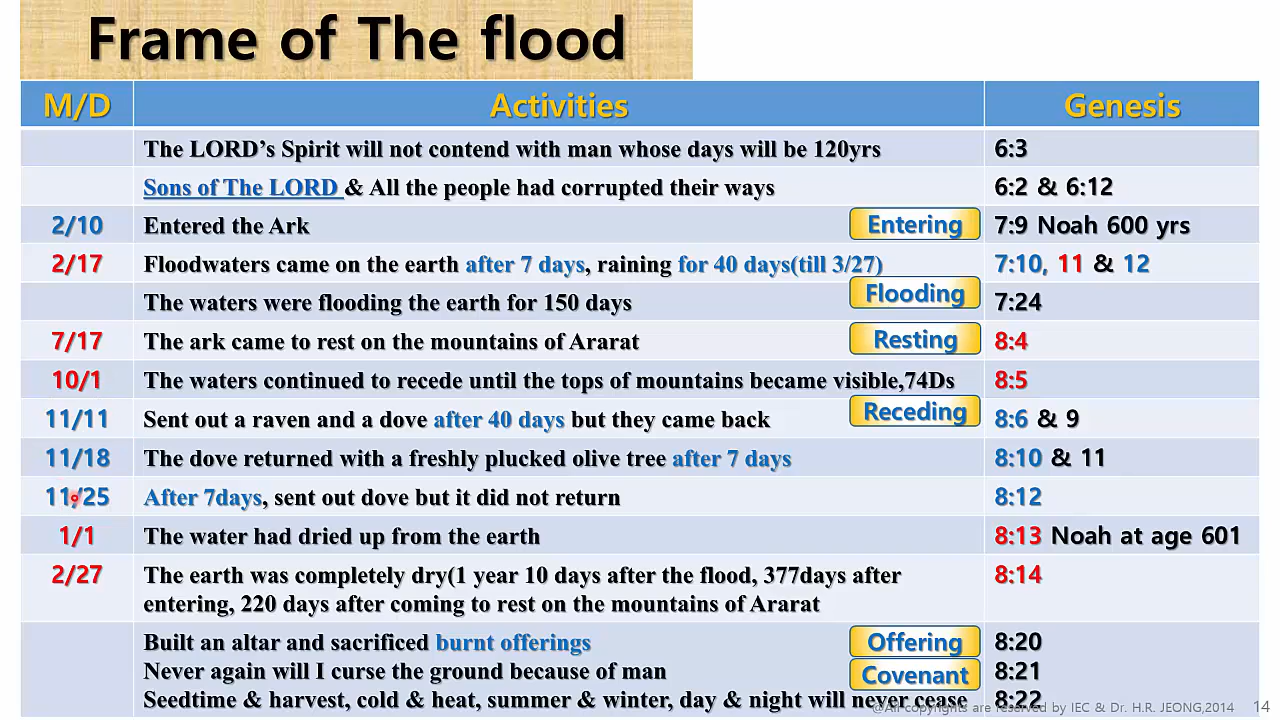 Frame of The flood
M/D Activities Genesis
The LORD's Spirit will not contend with man whose days will be 120yrs 6:3
Sons of The LORD & All the people had corrupted their ways 6:2 & 6:12
2/10 Entered the Ark Entering 7:9 Noah 600 yrs
2/17 Floodwaters came on the earth after 7 days, raining for 40 days(till 3/27) 7:10, 11 & 12
The waters were flooding the earth for 150 days Flooding 7:24
7/17 The ark came to rest on the mountains of Ararat Resting 8:4
10/1 The waters continued to recede until the tops of mountains became visible,74Ds 8:5
11/11 Sent out a raven and a dove after 40 days but they came back Receding 8:6 & 9
11/18 The dove returned with a freshly plucked olive tree after 7 days 8:10 & 11
11/25 After 7days, sent out dove but it did not return 8:12
1/1 The water had dried up from the earth 8:13 Noah at age 601
2/27 The earth was completely dry(1 year 10 days after the flood, 377days after 8:14
entering, 220 days after coming to rest on the mountains of Ararat
Built an altar and sacrificed burnt offerings Offering 8:20
Never again will I curse the ground because of man Covenant 8:21
Seedtime & harvest, cold & heat, summer & winter, day & night will never cease 8:22
@All copyrights are reserved by IEC & Dr. H.R. JEONG,2014 14